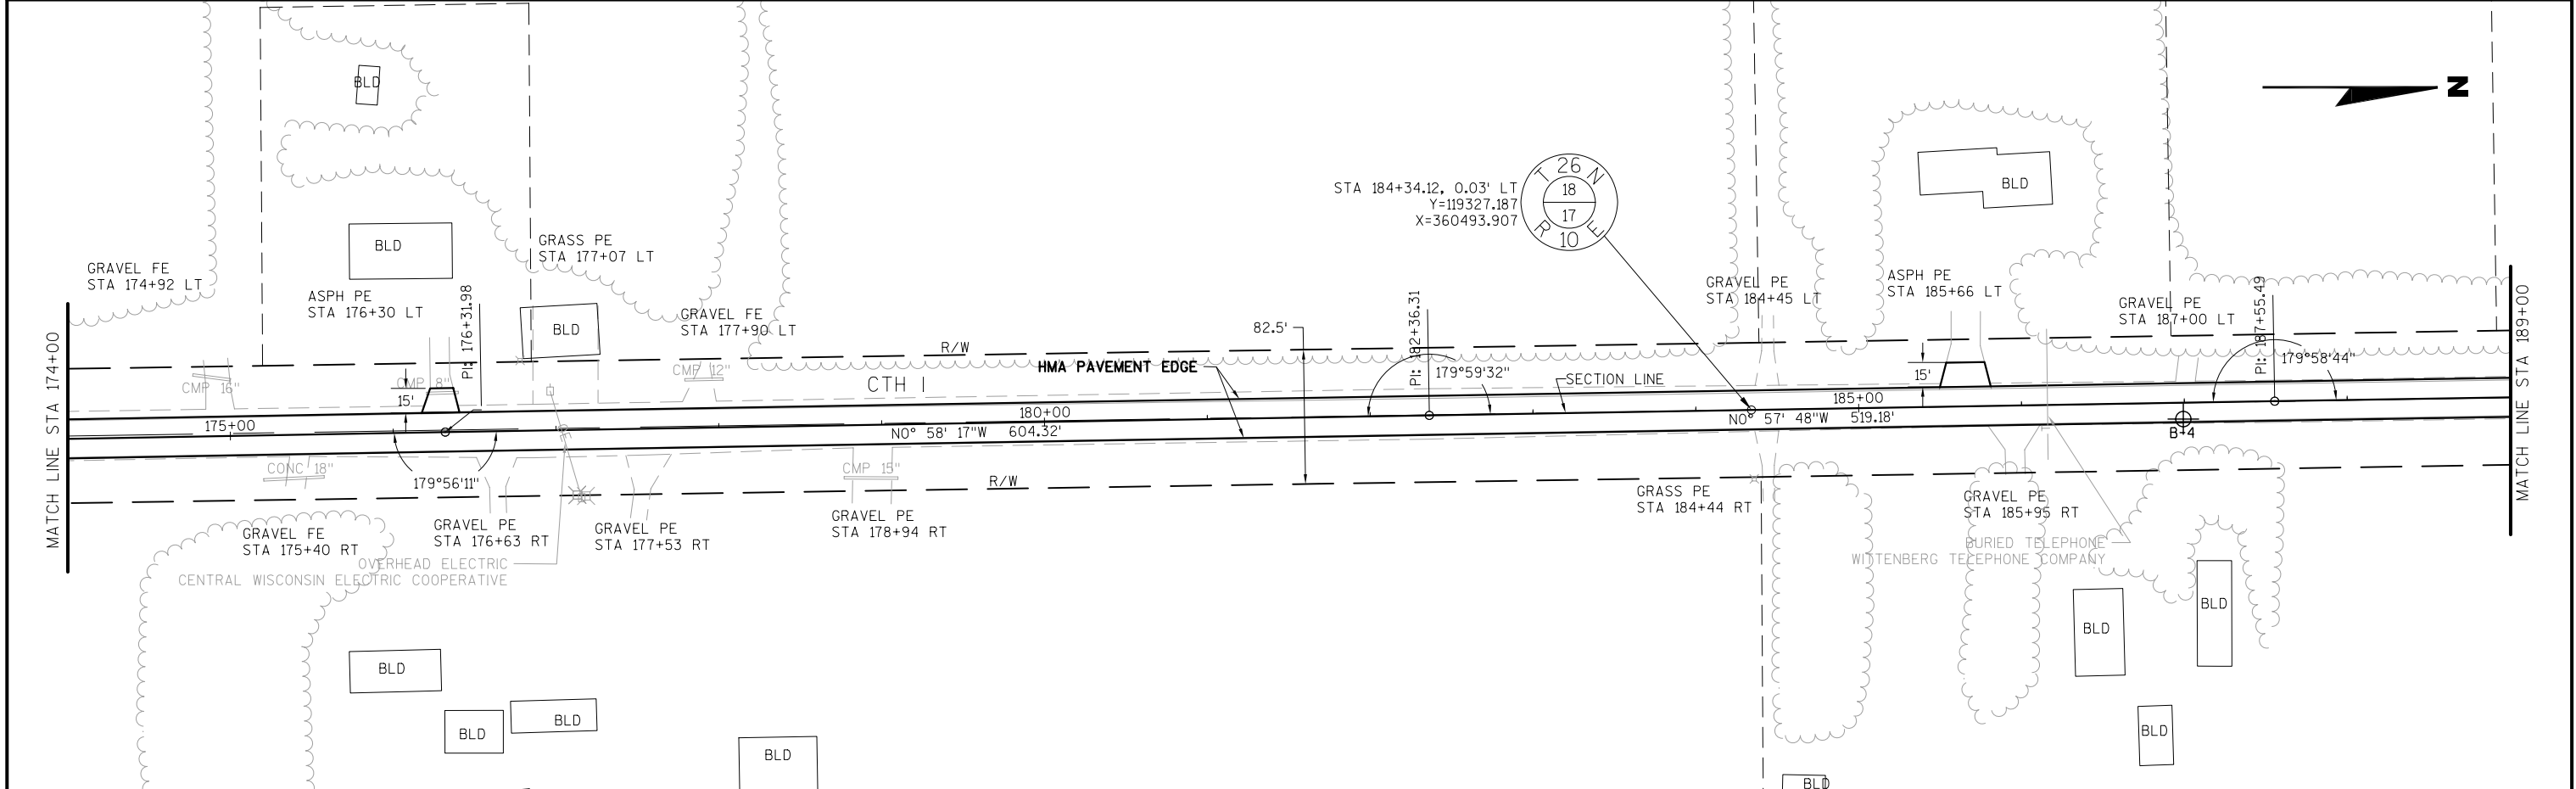 MATCH LINE STA 174+00
GRAVEL FE
STA 174+92 LT
CMP 16"
BLD
BLD
ASPH PE
STA 176+30 LT
CMP 8"
15'
PI: 176+31.98
GRASS PE
STA 177+07 LT
BLD
GRAVEL FE
STA 177+90 LT
CMP 12"
175+00
179°56'11"
CONC 18"
GRAVEL FE
STA 175+40 RT
GRAVEL PE
STA 176+63 RT
OVERHEAD ELECTRIC
CENTRAL WISCONSIN ELECTRIC COOPERATIVE
GRAVEL PE
STA 177+53 RT
BLD
BLD
BLD
BLD
CTH I
R/W
HMA PAVEMENT EDGE
180+00
N0° 58' 17"W 604.32'
CMP 15"
GRAVEL PE
STA 178+94 RT
R/W
82.5'
PI: 182+36.31
179°59'32"
SECTION LINE
STA 184+34.12, 0.03' LT
Y=119327.187
X=360493.907
T 26 N
18
17
R 10 E
GRAVEL PE
STA 184+45 LT
185+00
N0° 57' 48"W 519.18'
GRASS PE
STA 184+44 RT
BLD
ASPH PE
STA 185+66 LT
15'
GRAVEL PE
STA 185+95 RT
BURIED TELEPHONE
WITTENBERG TELEPHONE COMPANY
GRAVEL PE
STA 187+00 LT
B-4
PI: 187+55.49
179°58'44"
BLD
BLD
BLD
BLD
N
MATCH LINE STA 189+00